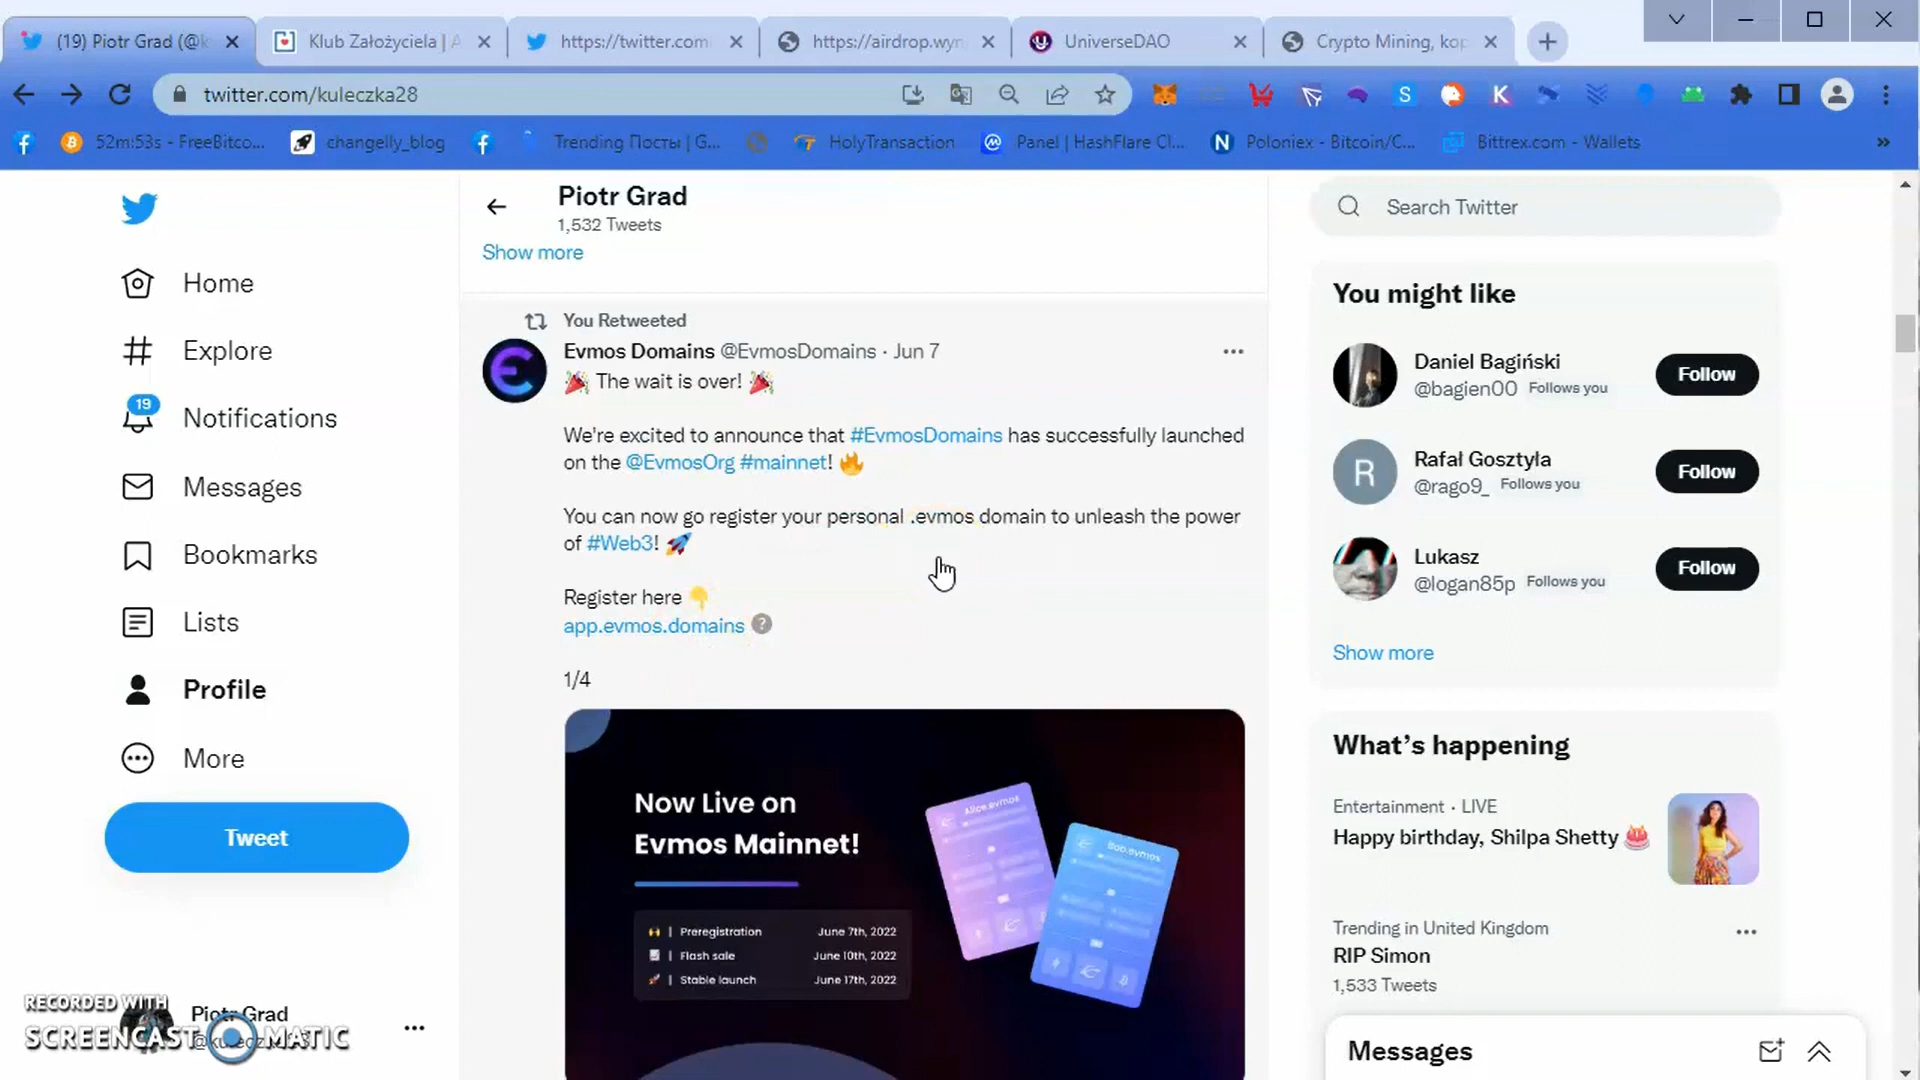 (19) Piotr Grad (@k
Klub Założyciela | A
https://twitter.com
https://airdrop.wyn
UniverseDAO
Crypto Mining, kop
twitter.com/kuleczka28
52m:53s - FreeBitco...
changelly_blog
Trending Посты | G...
HolyTransaction
Panel | HashFlare Cl...
Poloniex - Bitcoin/C...
Bittrex.com - Wallets
Home
Explore
19
Notifications
Messages
Bookmarks
Lists
Profile
More
Tweet
Piotr Grad
RECORDED WITH
SCREENCAST MATIC
Piotr Grad
1,532 Tweets
Show more
You Retweeted
Evmos Domains @EvmosDomains · Jun 7
🎉 The wait is over! 🎉
We're excited to announce that #EvmosDomains has successfully launched
on the @EvmosOrg #mainnet! 🔥
You can now go register your personal .evmos domain to unleash the power
of #Web3! 🚀
Register here 👇
app.evmos.domains
1/4
Now Live on
Evmos Mainnet!
Preregistration June 7th, 2022
Flash sale June 10th, 2022
Stable launch June 17th, 2022
Alice.evmos
Boo.evmos
Search Twitter
You might like
Daniel Bagiński
@bagien00 Follows you
Follow
Rafał Gosztyla
@rago9_ Follows you
Follow
Lukasz
@logan85p Follows you
Follow
Show more
What's happening
Entertainment · LIVE
Happy birthday, Shilpa Shetty 🎂
Trending in United Kingdom
RIP Simon
1,533 Tweets
Messages